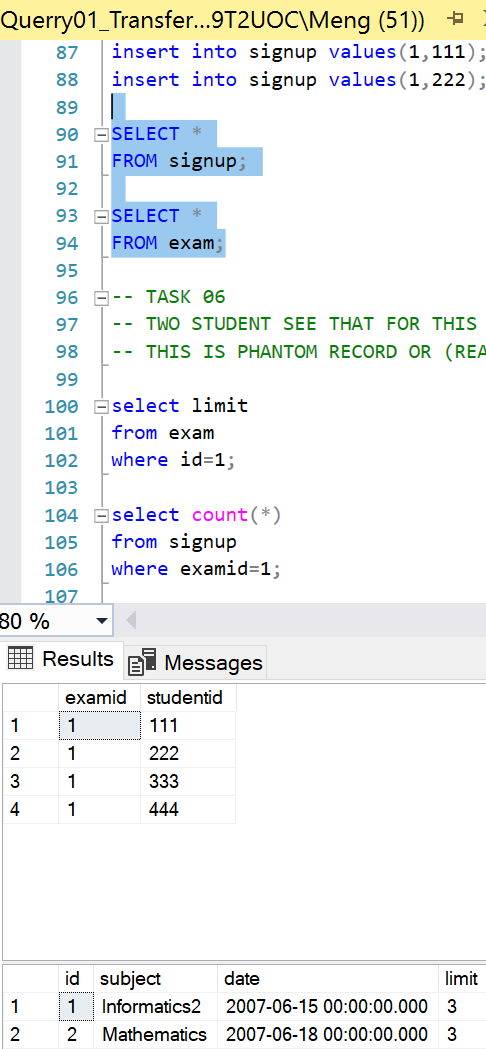 Querry01_Transfer...9T2UOC\Meng (51))
87 insert into signup values(1,111);
88 insert into signup values(1,222);
89
90 SELECT *
91 FROM signup;
92
93 SELECT *
94 FROM exam;
95
96 -- TASK 06
97 -- TWO STUDENT SEE THAT FOR THIS
98 -- THIS IS PHANTOM RECORD OR (REA
99
100 select limit
101 from exam
102 where id=1;
103
104 select count(*)
105 from signup
106 where examid=1;
107
80 %
Results Messages
examid studentid
1 1 111
2 1 222
3 1 333
4 1 444
id subject date limit
1 1 Informatics2 2007-06-15 00:00:00.000 3
2 2 Mathematics 2007-06-18 00:00:00.000 3